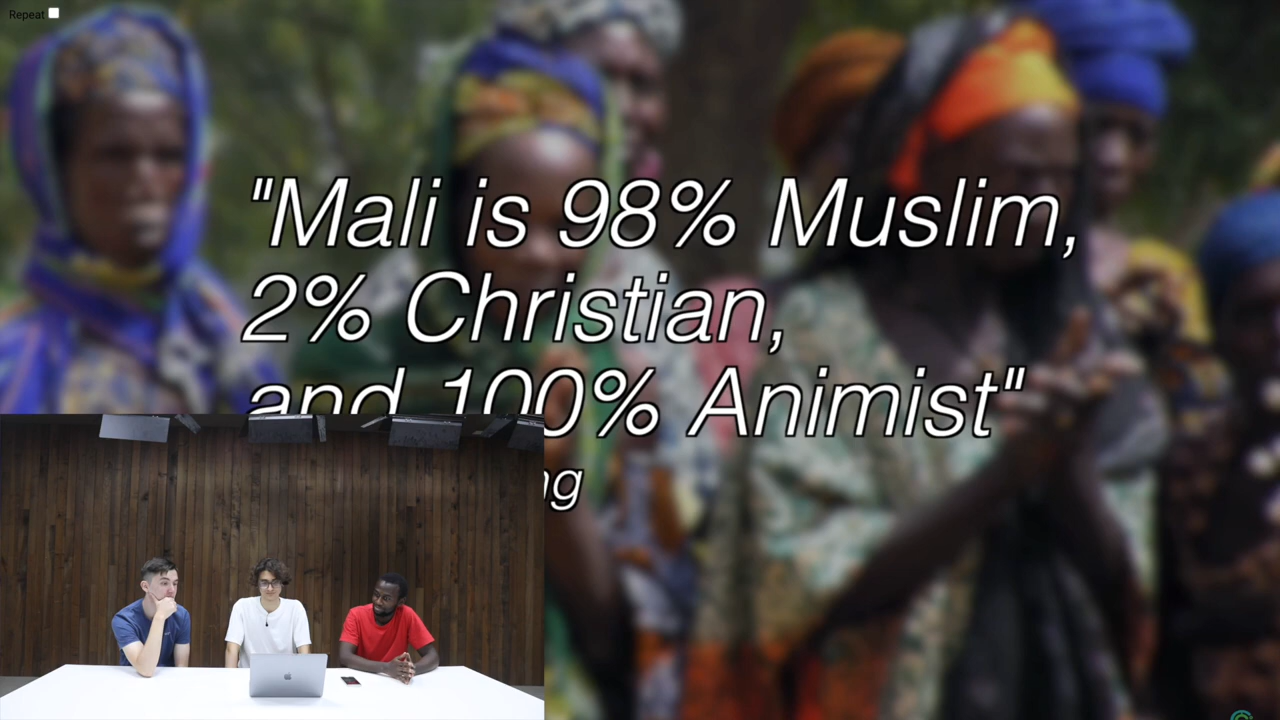 Repeat
"Mali is 98% Muslim,
2% Christian,
and 100% Animist"